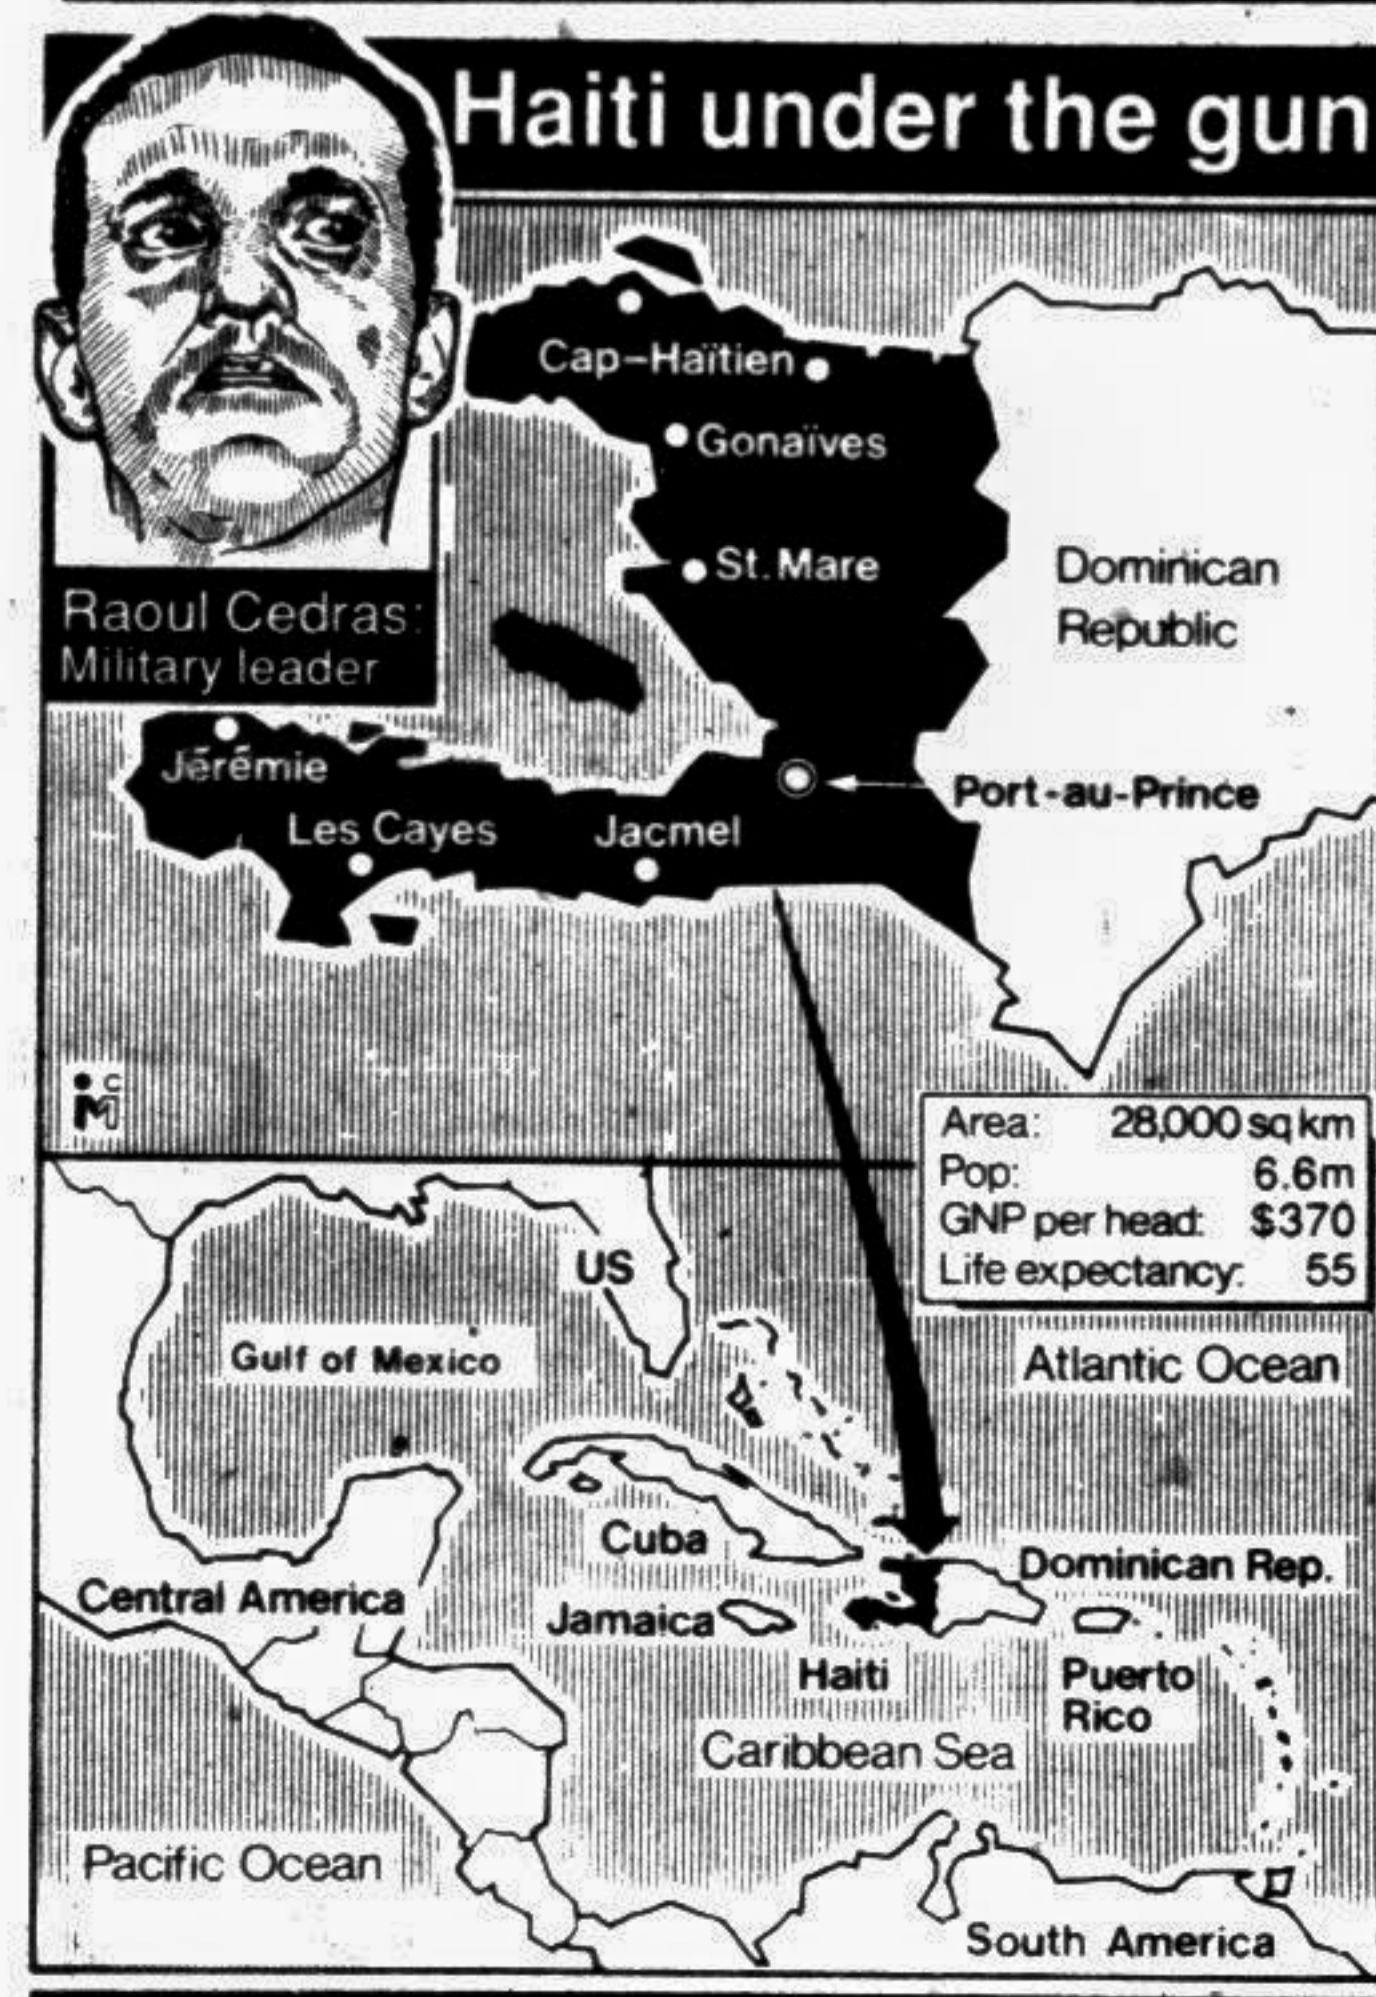 Haiti under the gun
Cap-Haïtien
Gonaïves
St. Mare
Dominican
Republic
Raoul Cedras:
Military leader
Jérémie
Port-au-Prince
Les Cayes
Jacmel
Area: 28,000 sq km
Pop: 6.6m
GNP per head: $370
Life expectancy: 55
US
Gulf of Mexico
Atlantic Ocean
Cuba
Dominican Rep.
Central America
Jamaica
Haiti
Puerto
Rico
Caribbean Sea
Pacific Ocean
South America